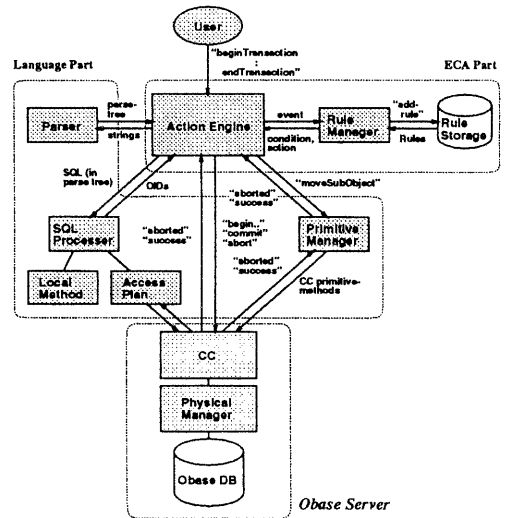 User
"beginTransaction
:
endTransaction"
Language Part
ECA Part
Parser
parse-
tree
strings
Action Engine
event
condition,
action
Rule
Manager
"add-
rule"
Rules
Rule
Storage
SQL (in
parse tree)
OIDs
"aborted"
"success"
"moveSubObject"
SQL
Processer
"aborted"
"success"
"begin.."
"commit"
"abort"
Primitive
Manager
Local
Method
Access
Plan
"aborted"
"success"
CC primitive-
methods
CC
Physical
Manager
Obase DB
Obase Server